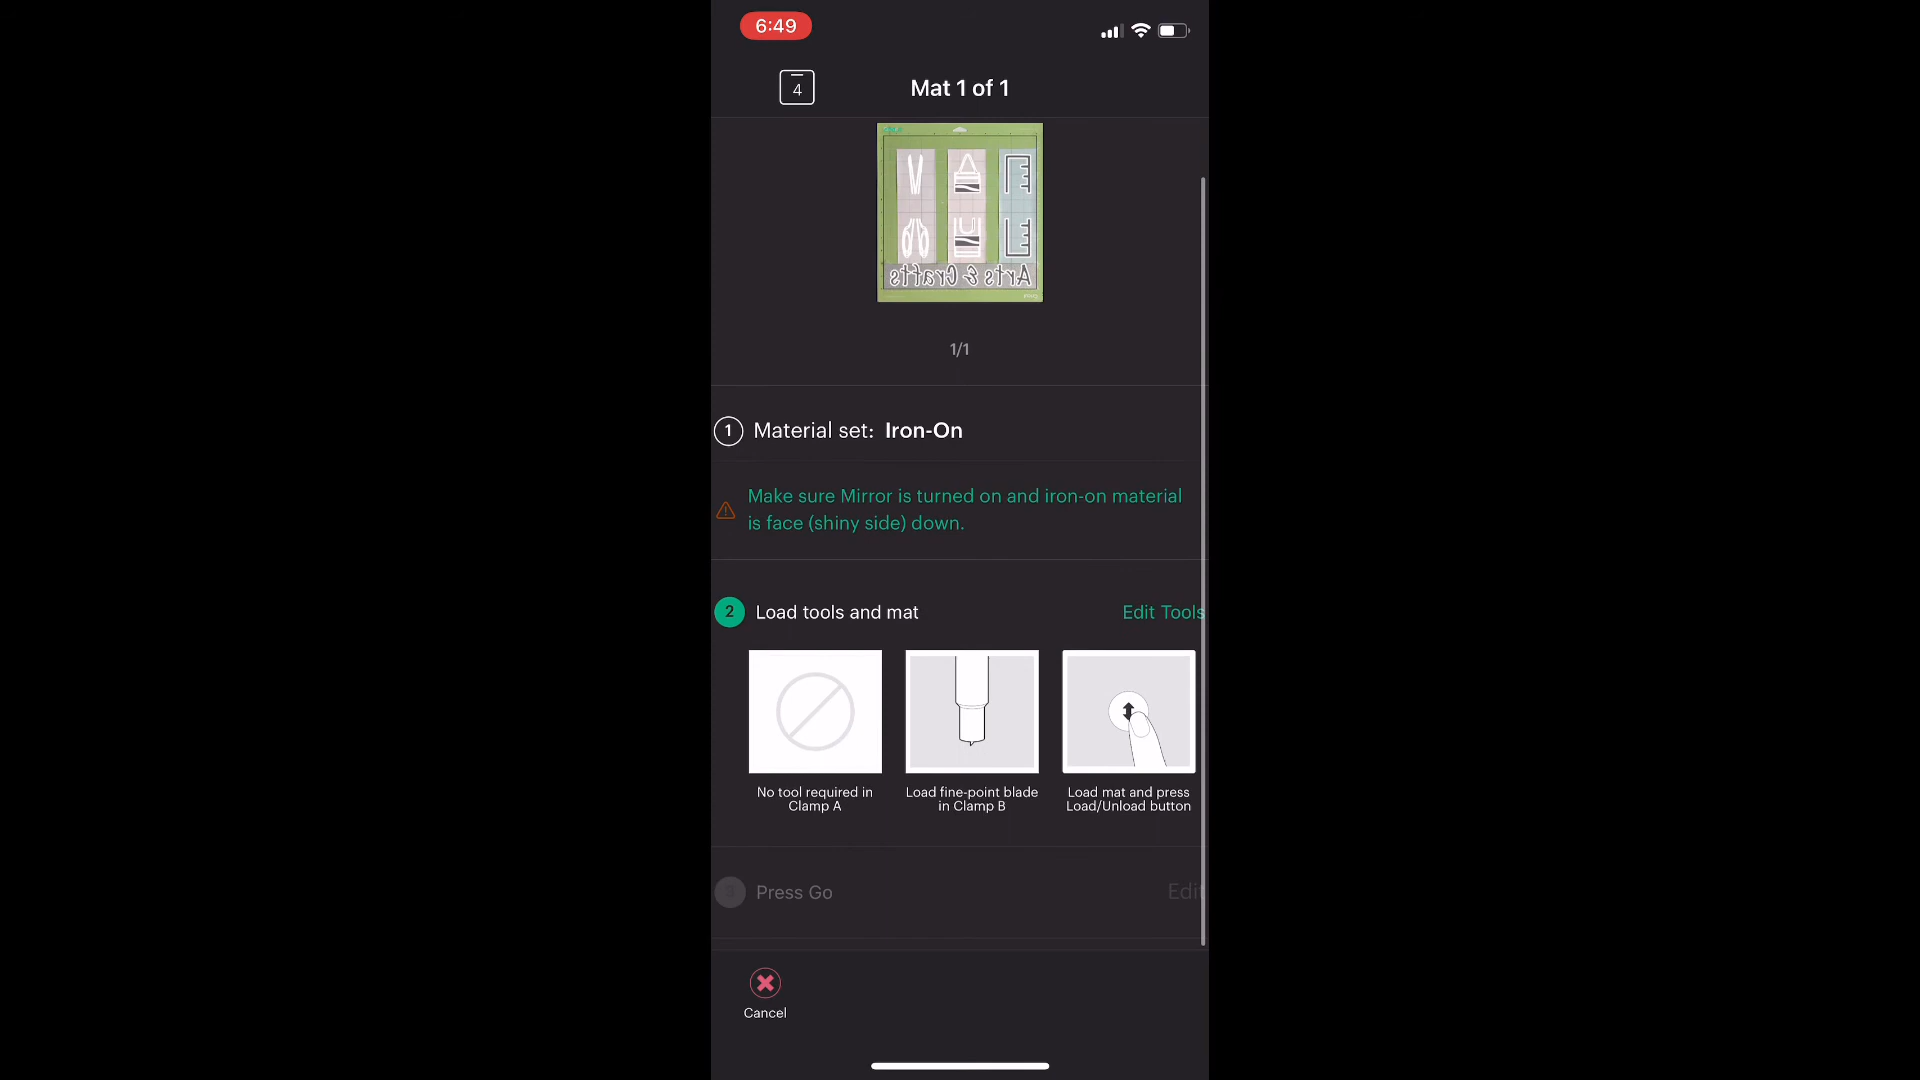 6:49
4
Mat 1 of 1
Arts & Crafts
1/1
1 Material set: Iron-On
Make sure Mirror is turned on and iron-on material
is face (shiny side) down.
2 Load tools and mat
Edit Tools
No tool required in
Clamp A
Load fine-point blade
in Clamp B
Load mat and press
Load/Unload button
Press Go
Edit
Cancel